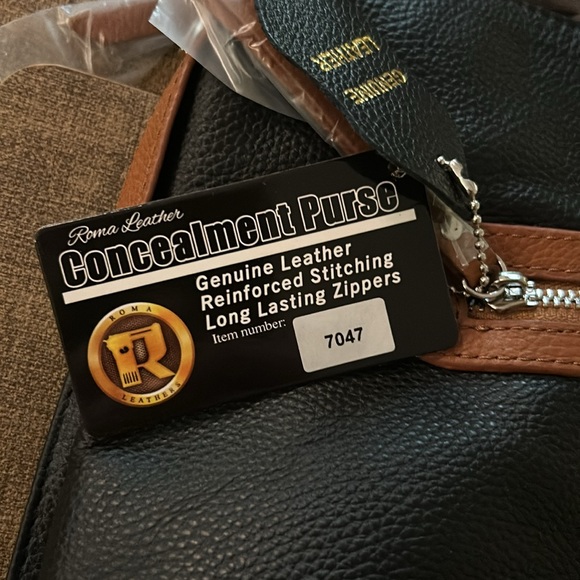 GENUINE
LEATHER
Roma Leather
Concealment Purse
Genuine Leather
Reinforced Stitching
Long Lasting Zippers
Item number:
7047
ROMA
R
LEATHERS